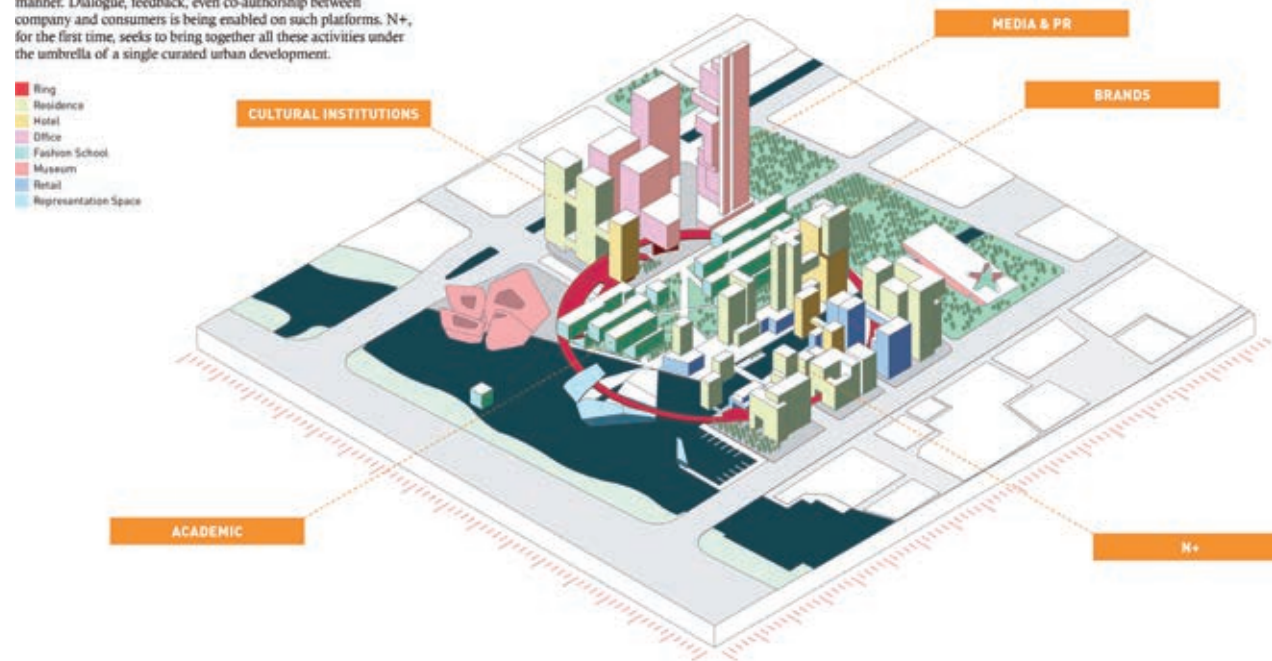 manner. Dialogue, feedback, even co-authorship between
company and consumers is being enabled on such platforms. N+,
for the first time, seeks to bring together all these activities under
the umbrella of a single curated urban development.
MEDIA & PR
BRANDS
CULTURAL INSTITUTIONS
Ring
Residence
Hotel
Office
Fashion School
Museum
Retail
Representation Space
ACADEMIC
N+